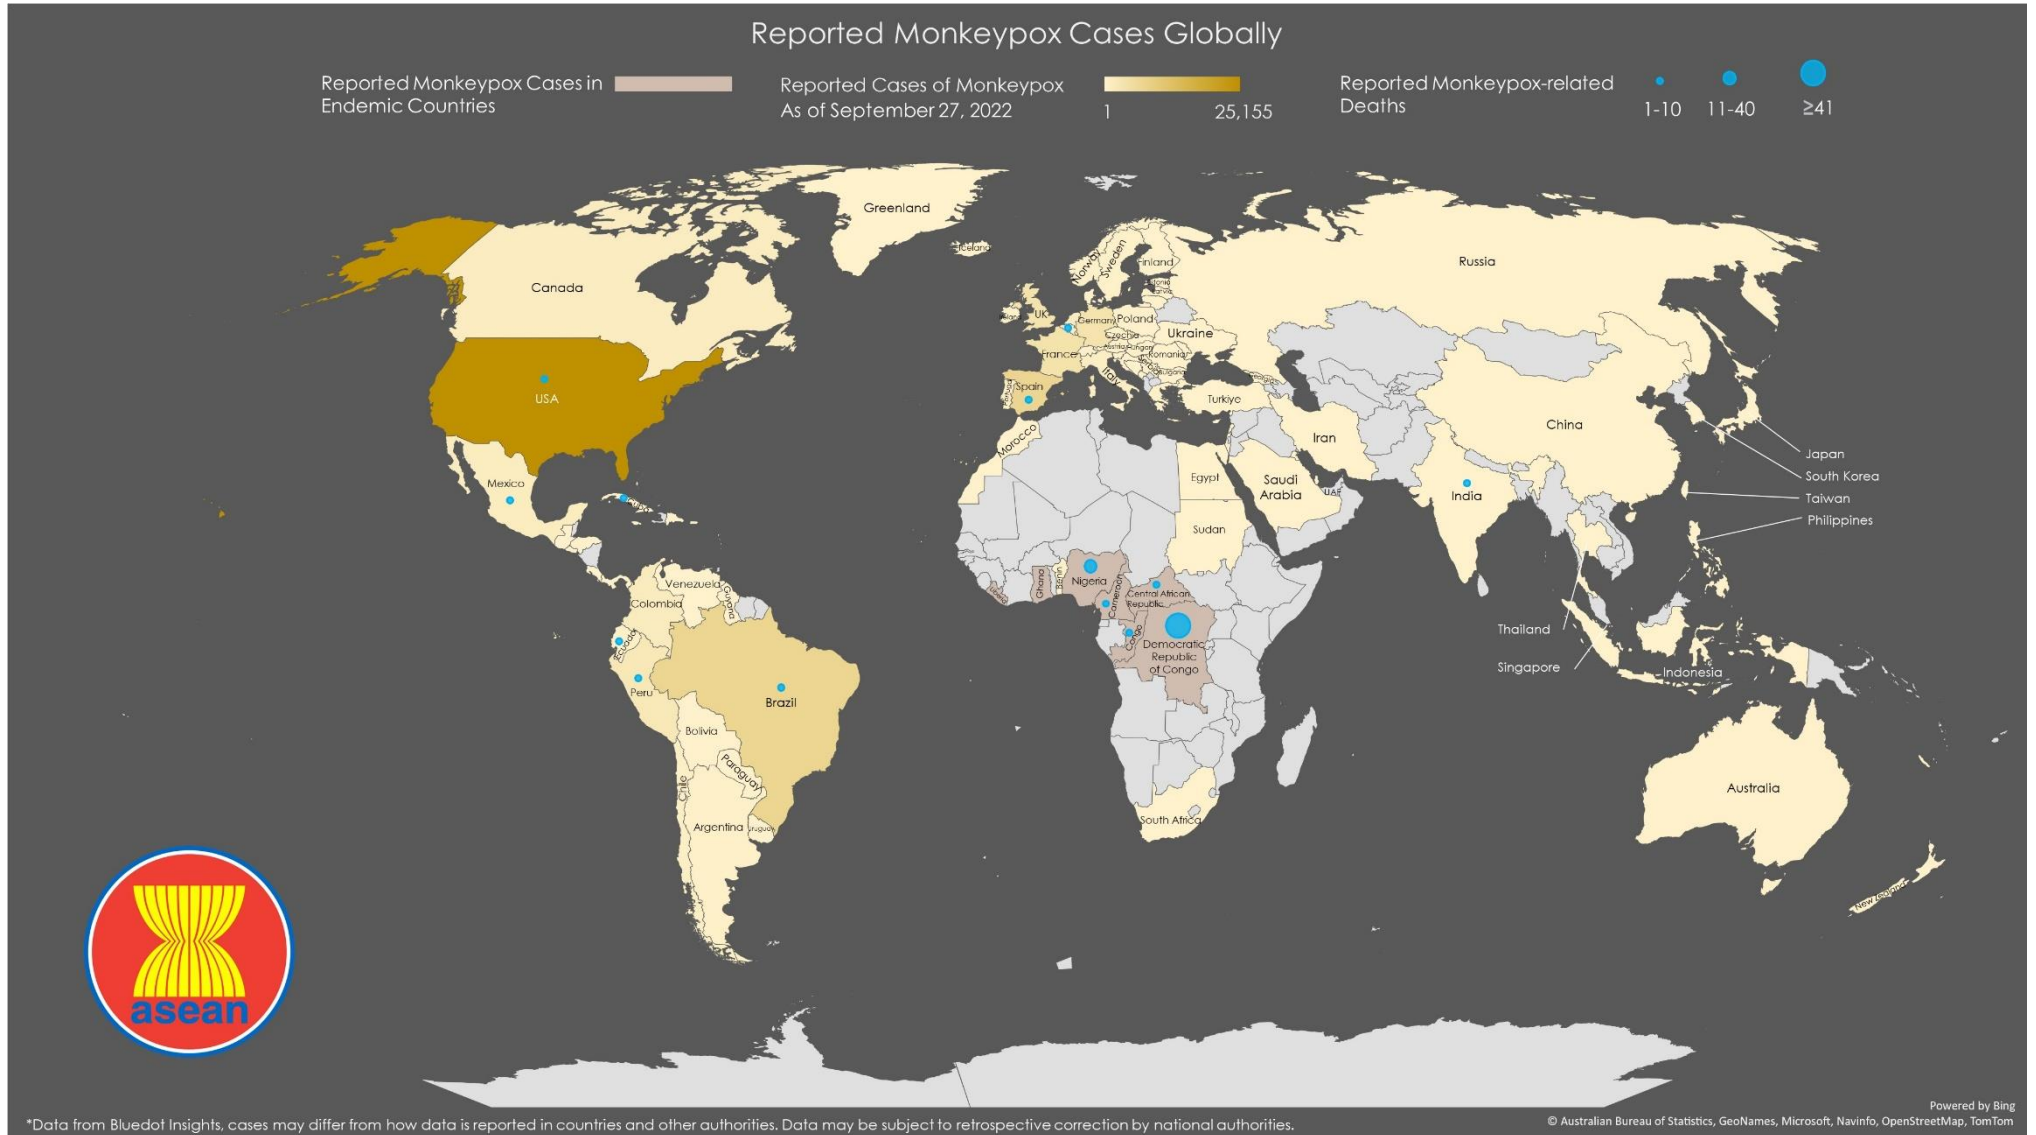 Reported Monkeypox Cases Globally
Reported Monkeypox Cases in
Endemic Countries
Reported Cases of Monkeypox
As of September 27, 2022
1
25,155
Reported Monkeypox-related
Deaths
1-10
11-40
≥41
Greenland
Iceland
Norway
Sweden
Finland
Russia
Canada
UK
Germany
Poland
Czechia
Ukraine
France
Romania
Italy
Spain
Turkiye
USA
China
Iran
Morocco
Japan
South Korea
Mexico
Egypt
Saudi
Arabia
UAE
India
Taiwan
Philippines
Sudan
Venezuela
Guyana
Colombia
Ghana
Benin
Nigeria
Cameroon
Central African
Republic
Ecuador
Congo
Democratic
Republic
of Congo
Thailand
Singapore
Indonesia
Peru
Brazil
Bolivia
Paraguay
Chile
Argentina
South Africa
Australia
New Zealand
asean
Powered by Bing
*Data from Bluedot Insights, cases may differ from how data is reported in countries and other authorities. Data may be subject to retrospective correction by national authorities.
© Australian Bureau of Statistics, GeoNames, Microsoft, Navinfo, OpenStreetMap, TomTom